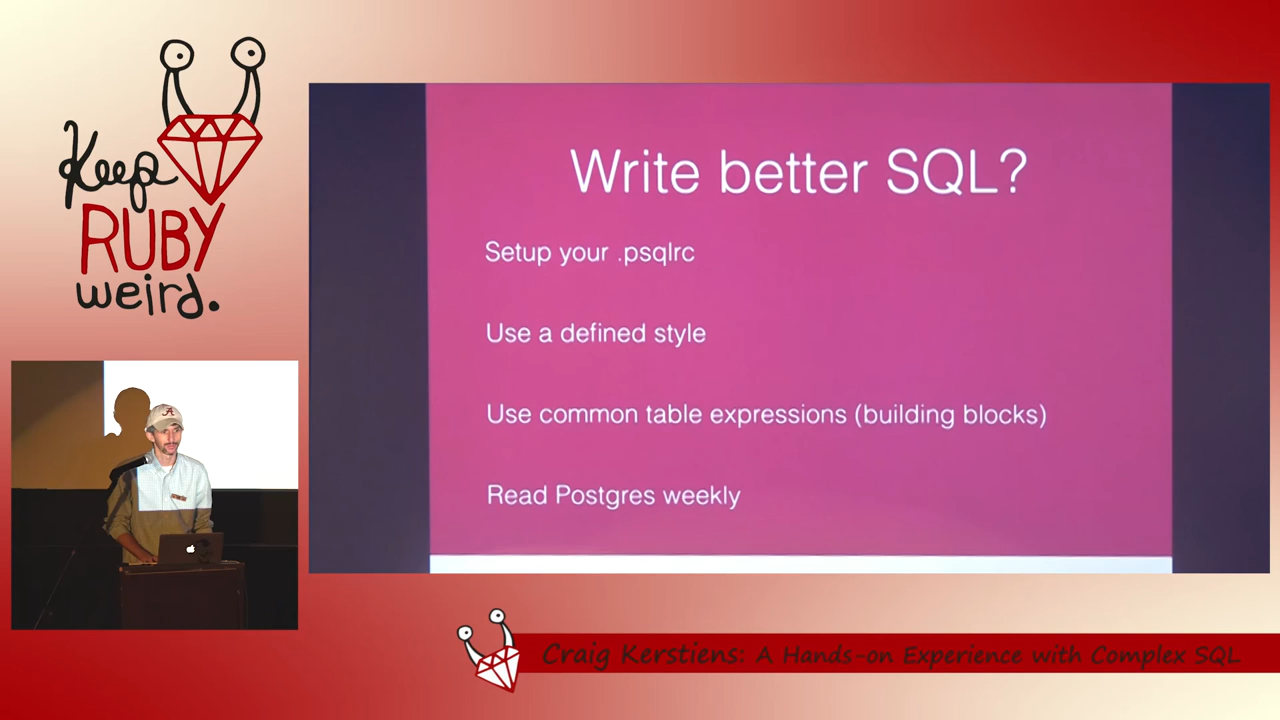 Keep
RUBY
weird.
Write better SQL?
Setup your .psqlrc
Use a defined style
Use common table expressions (building blocks)
Read Postgres weekly
A
Craig Kerstiens: A Hands-on Experience with Complex SQL